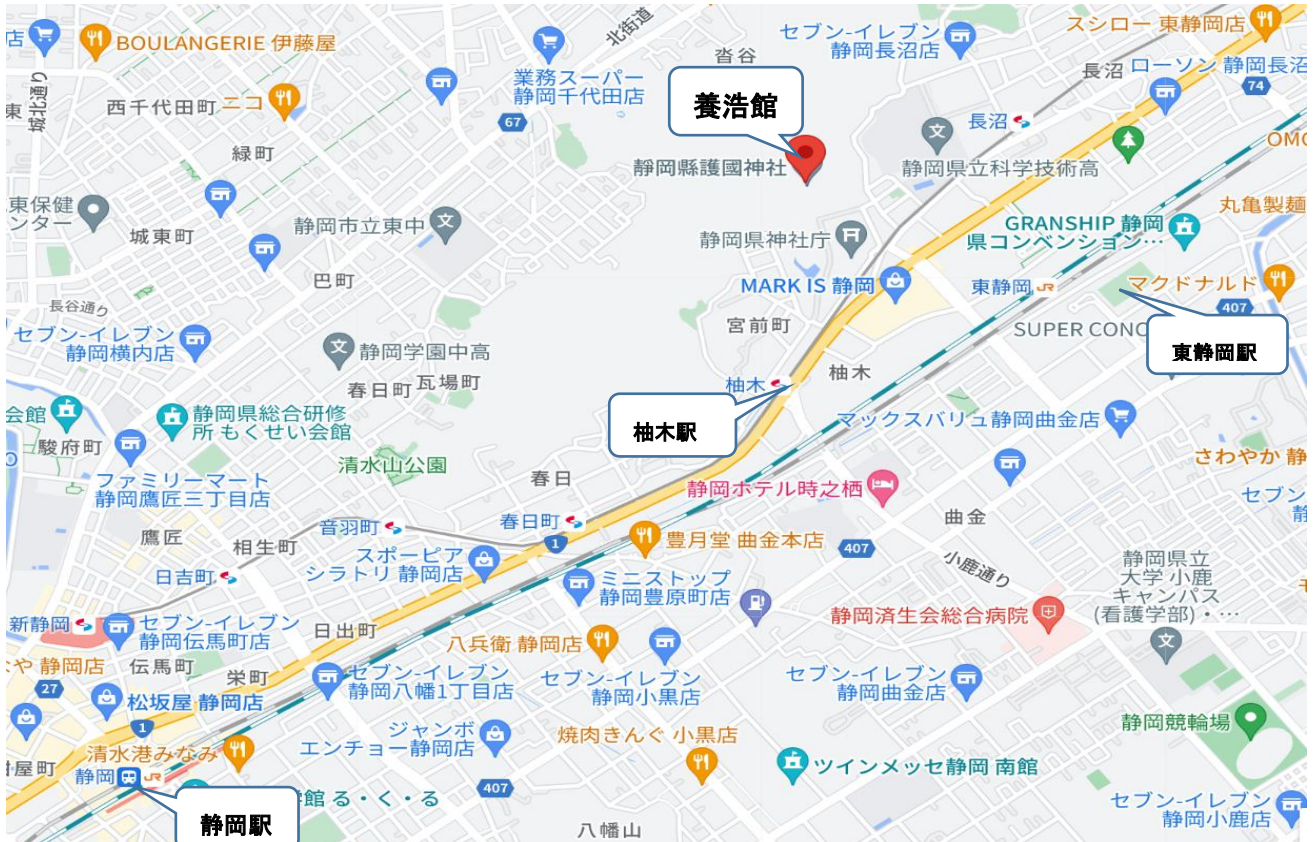 店
BOULANGERIE 伊藤屋
北街道
セブン-イレブン
静岡長沼店
スシロー 東静岡店
業務スーパー
静岡千代田店
沓谷
長沼
ローソン 静岡長沼
74
東
城北通り
西千代田町
ニコ
67
養浩館
長沼
緑町
靜岡縣護國神社
静岡県立科学技術高
OMO
東保健
ンター
城東町
静岡市立東中
静岡県神社庁
GRANSHIP 静岡
県コンベンション…
丸亀製麺
巴町
MARK IS 静岡
東静岡
JR
マクドナルド
407
長谷通り
セブン-イレブン
静岡横内店
静岡学園中高
宮前町
SUPER CONC
東静岡駅
春日町
瓦場町
柚木
柚木
会館
静岡県総合研修
所 もくせい会館
柚木駅
マックスバリュ静岡曲金店
駿府町
ファミリーマート
静岡鷹匠三丁目店
清水山公園
春日
静岡ホテル時之栖
さわやか 静
セブン
静
鷹匠
相生町
音羽町
春日町
1
豊月堂 曲金本店
407
曲金
小鹿通り
静岡県立
大学 小鹿
キャンパス
(看護学部)・…
日吉町
スポーピア
シラトリ 静岡店
ミニストップ
静岡豊原町店
静岡済生会総合病院
新静岡
セブン-イレブン
静岡伝馬町店
日出町
八兵衛 静岡店
なや 静岡店
伝馬町
栄町
27
松坂屋 静岡店
セブン-イレブン
静岡八幡1丁目店
セブン-イレブン
静岡小黒店
セブン-イレブン
静岡曲金店
1
ジャンボ
エンチョー静岡店
焼肉きんぐ 小黒店
静岡競輪場
清水港みなみ
紺屋町
静岡
JR
ツインメッセ静岡 南館
館 る・く・る
407
静岡駅
八幡山
セブン-イレブン
静岡小鹿店